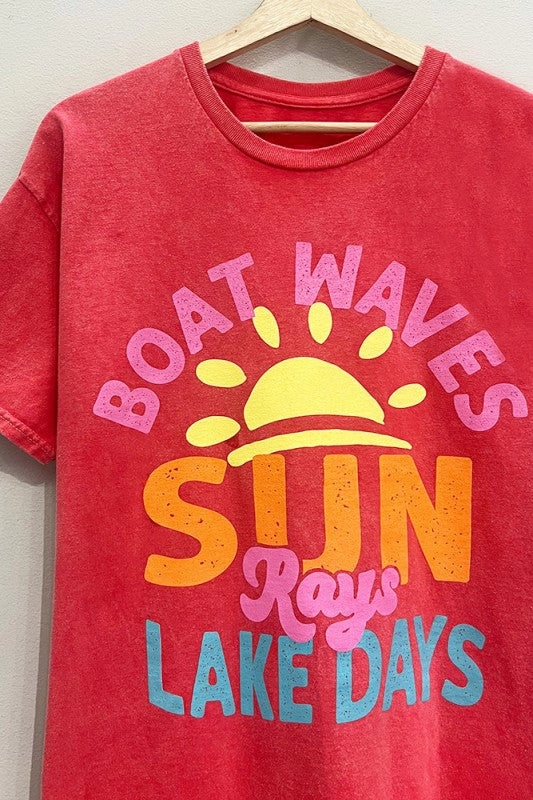 BOAT WAVES
SUN
Rays
LAKE DAYS